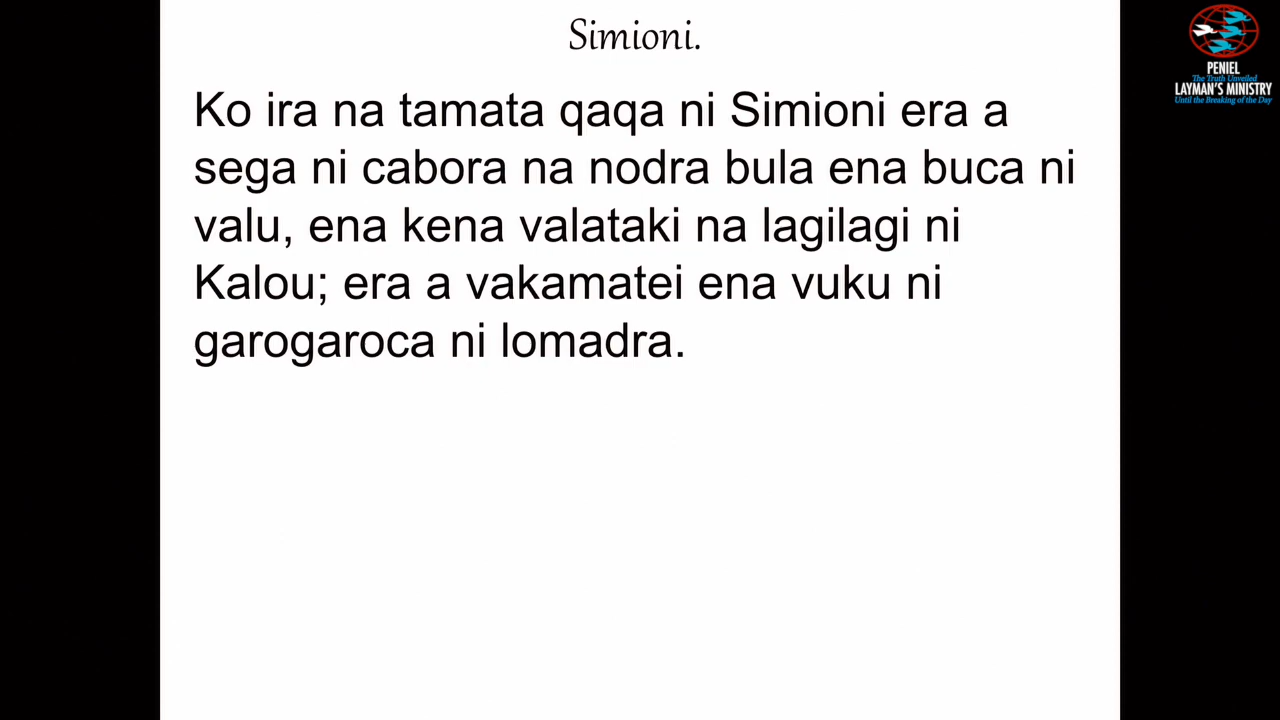 Simioni.
PENIEL
The Truth Unveiled
LAYMAN'S MINISTRY
Until the Breaking of the Day
Ko ira na tamata qaqa ni Simioni era a
sega ni cabora na nodra bula ena buca ni
valu, ena kena valataki na lagilagi ni
Kalou; era a vakamatei ena vuku ni
garogaroca ni lomadra.